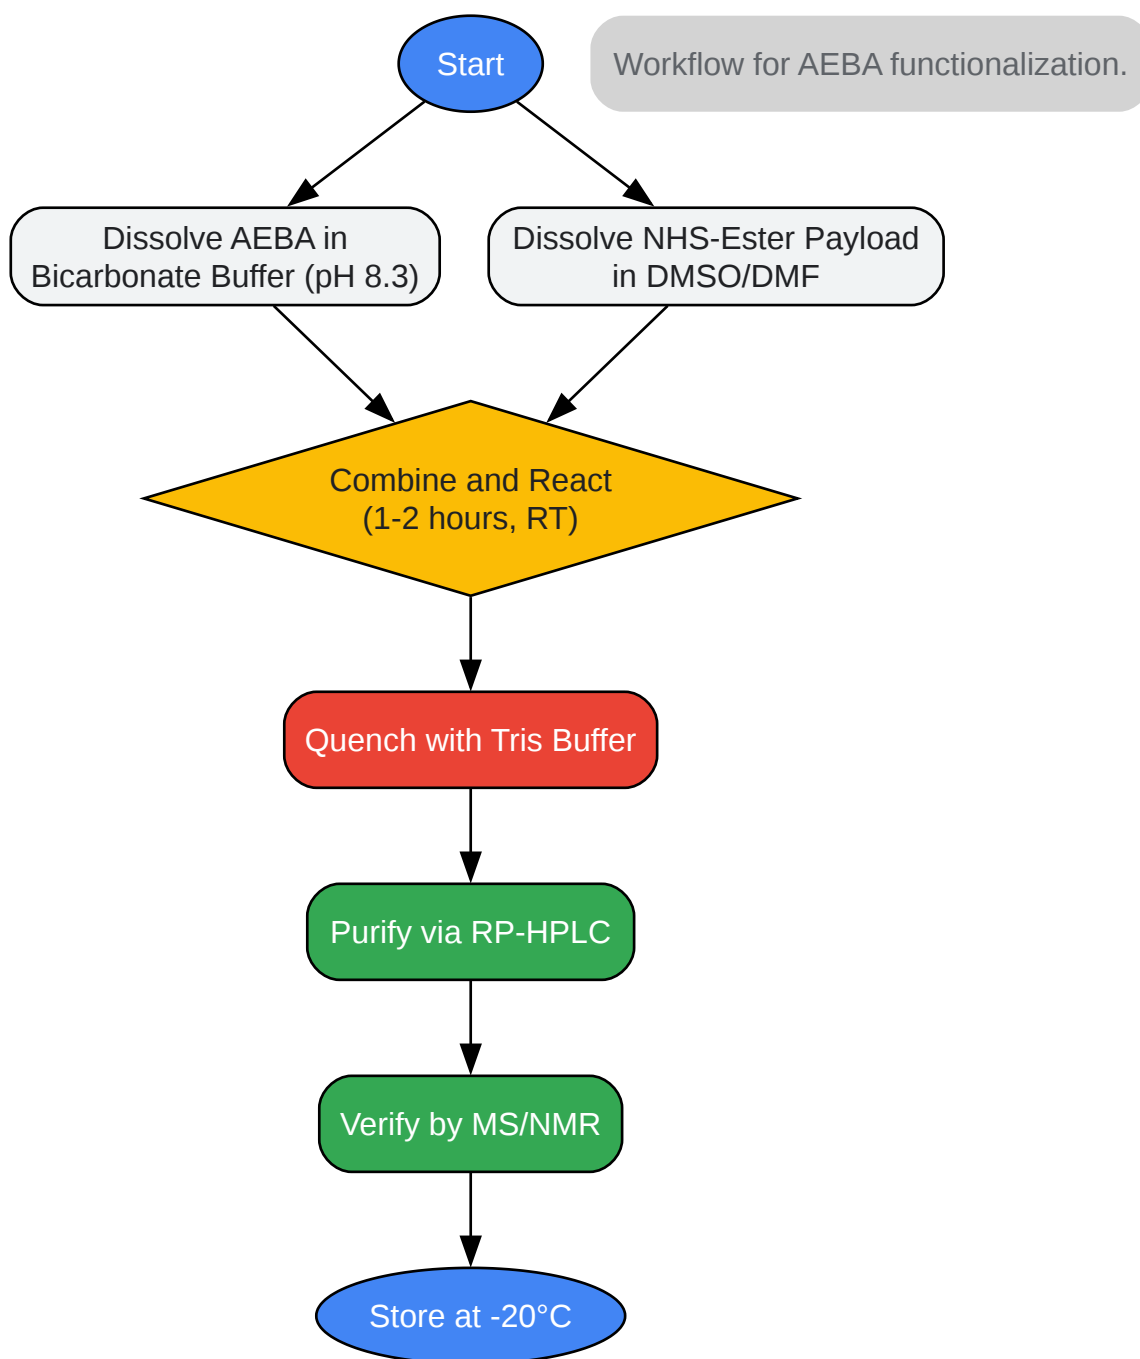 Start
Workflow for AEBA functionalization.
Dissolve AEBA in
Bicarbonate Buffer (pH 8.3)
Dissolve NHS-Ester Payload
in DMSO/DMF
Combine and React
(1-2 hours, RT)
Quench with Tris Buffer
Purify via RP-HPLC
Verify by MS/NMR
Store at -20°C